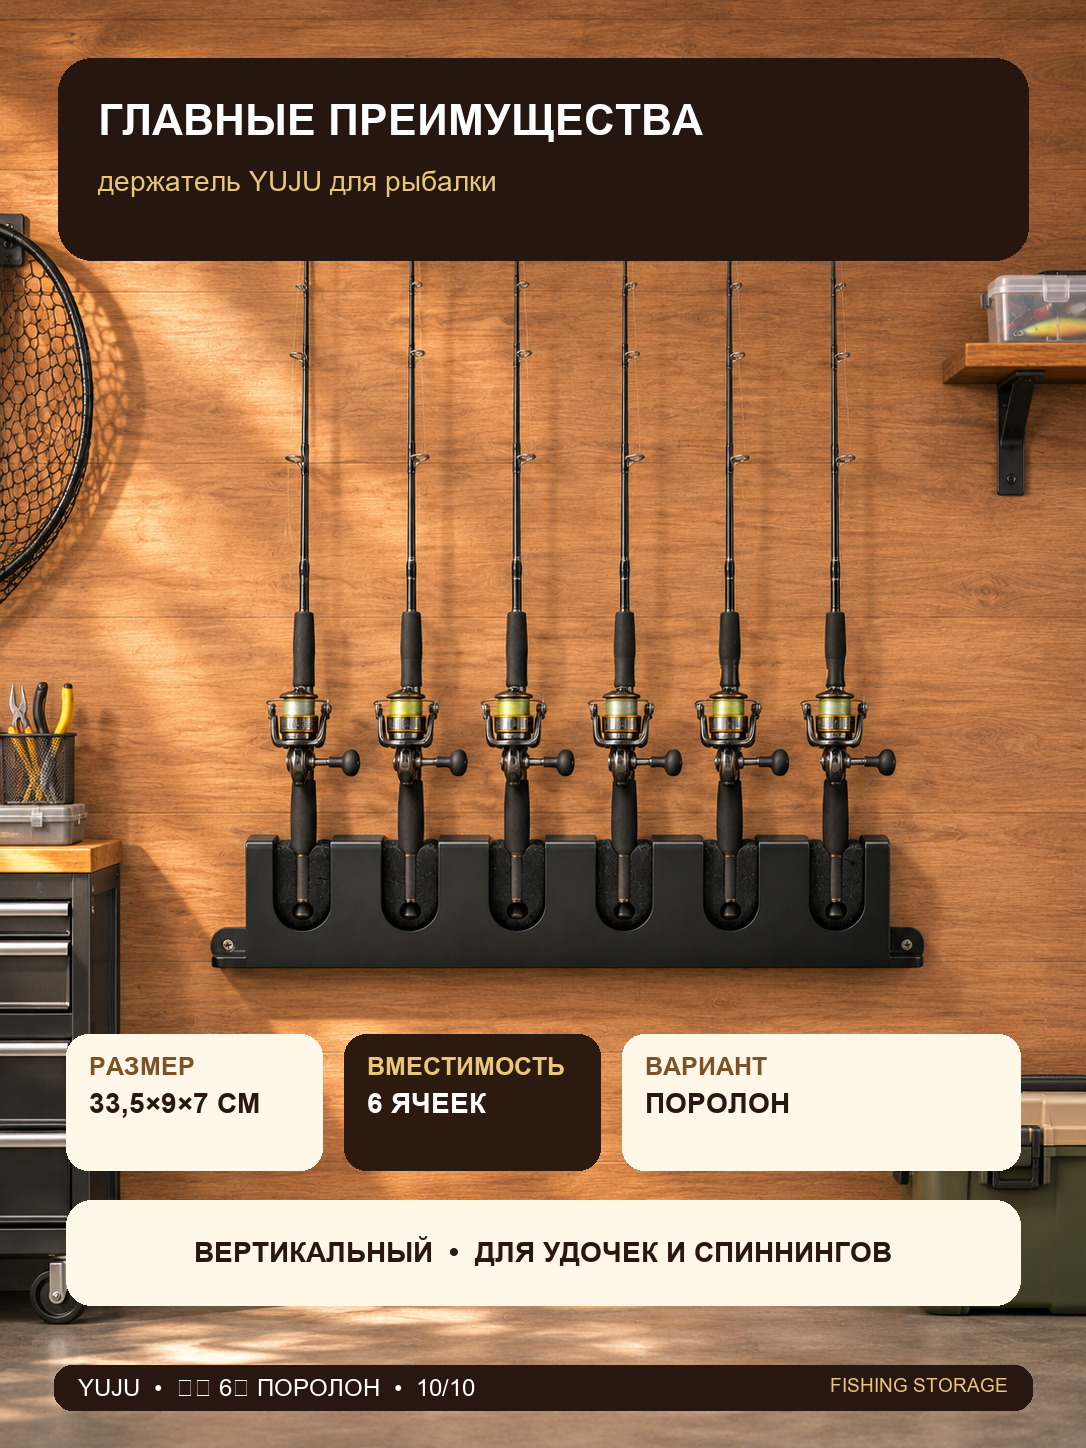 ГЛАВНЫЕ ПРЕИМУЩЕСТВА
держатель YUJU для рыбалки
РАЗМЕР
33,5×9×7 СМ
ВМЕСТИМОСТЬ
6 ЯЧЕЕК
ВАРИАНТ
ПОРОЛОН
ВЕРТИКАЛЬНЫЙ • ДЛЯ УДОЧЕК И СПИННИНГОВ
YUJU • 6 ПОРОЛОН • 10/10
FISHING STORAGE